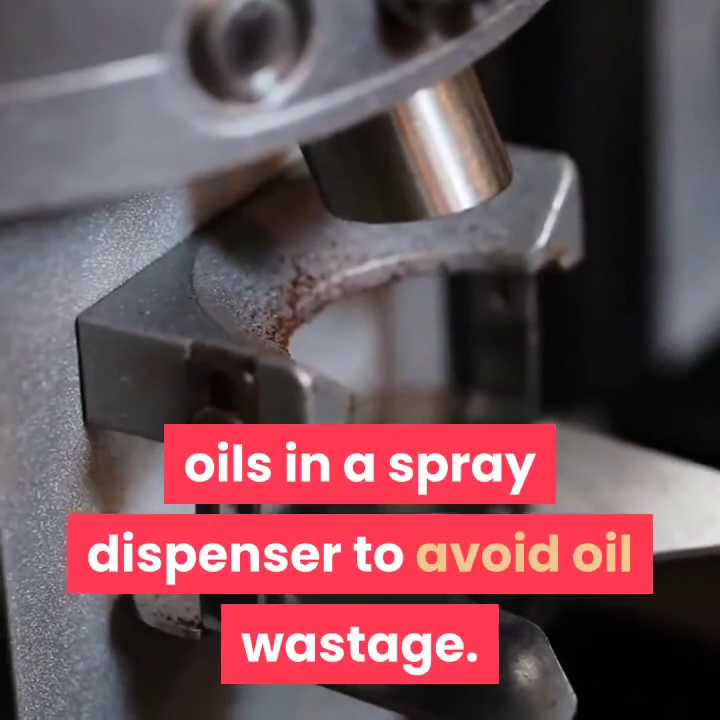 oils in a spray
dispenser to avoid oil
wastage.